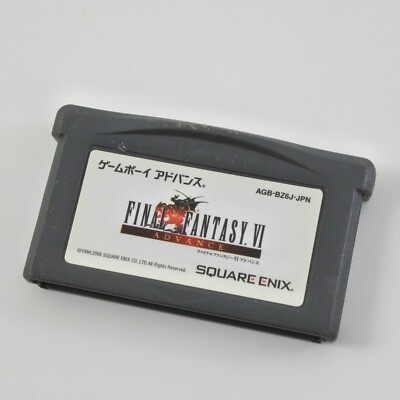 ゲームボーイ アドバンス®
AGB-BZ6J-JPN
FINAL FANTASY. VI
ADVANCE
ファイナルファンタジーVI アドバンス
©1994,2006 SQUARE ENIX CO.,LTD. All Rights Reserved.
SQUARE ENIX.